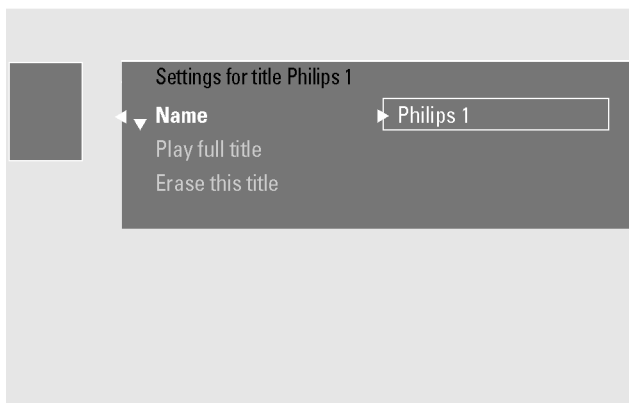 Settings for title Philips 1
Name Philips 1
Play full title
Erase this title